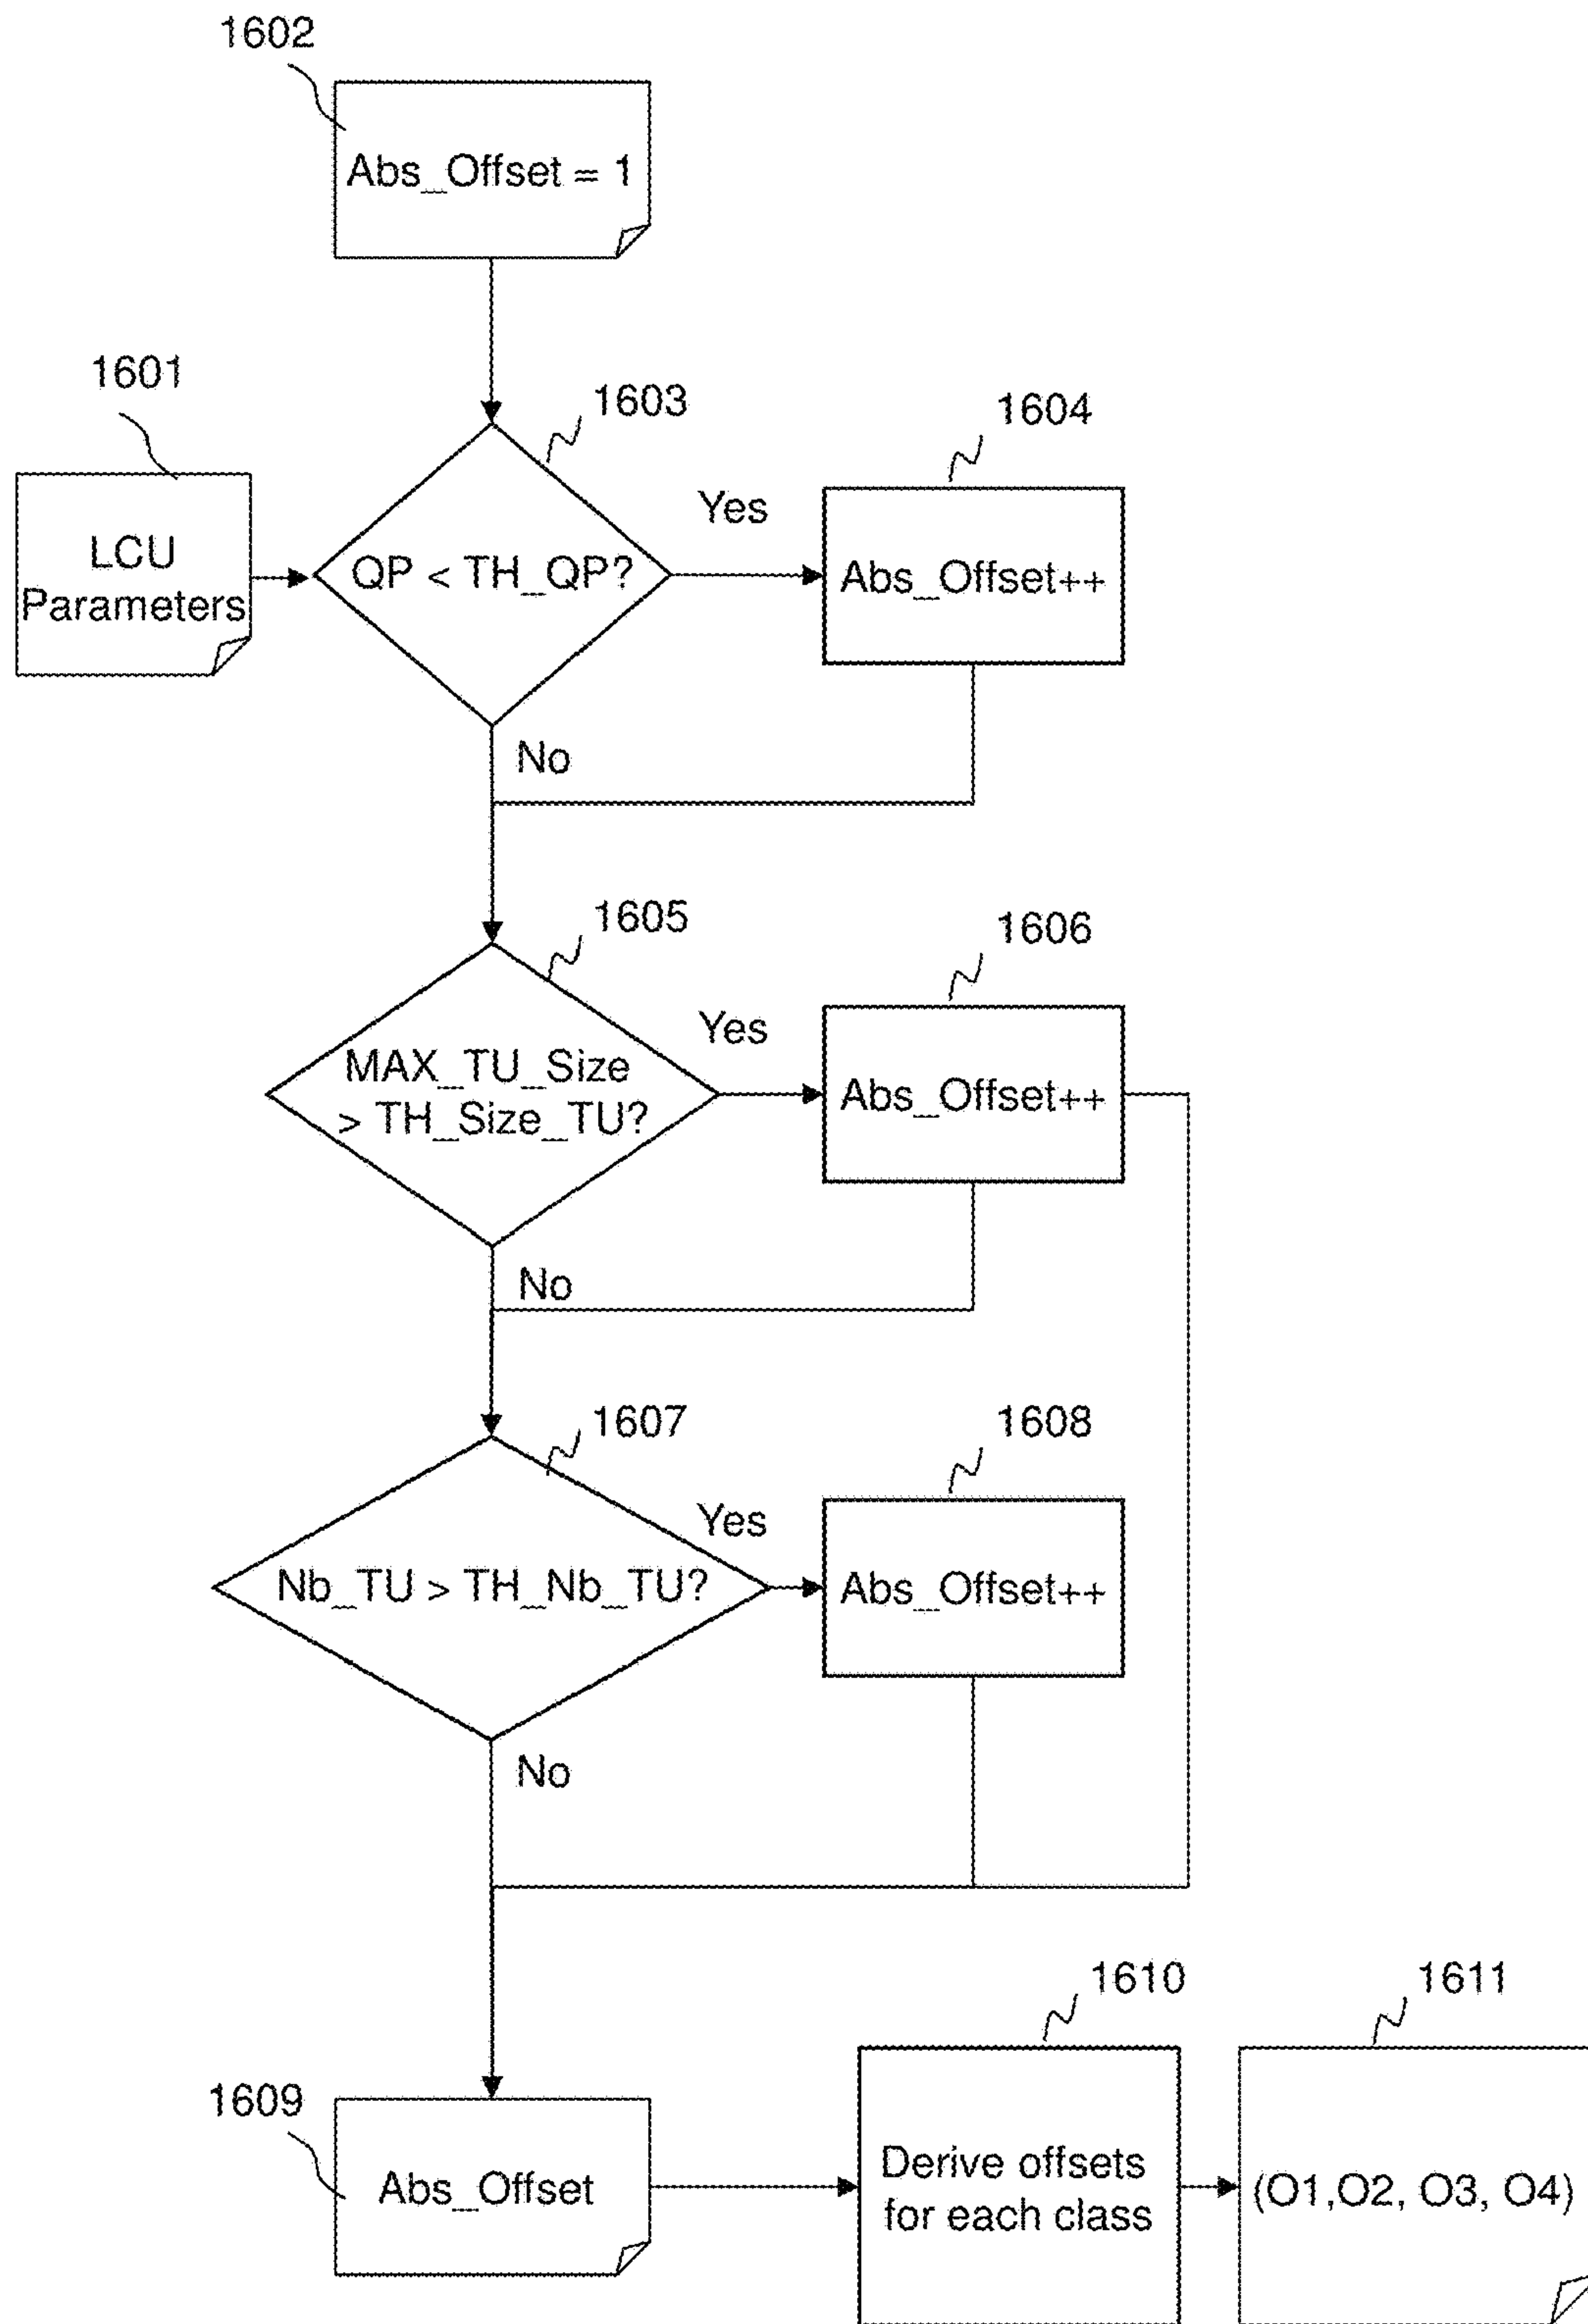 1602
Abs_Offset = 1
1601
LCU
Parameters
1603
QP < TH_QP?
Yes
1604
Abs_Offset++
No
1605
MAX_TU_Size
> TH_Size_TU?
Yes
1606
Abs_Offset++
No
1607
Nb_TU > TH_Nb_TU?
Yes
1608
Abs_Offset++
No
1609
Abs_Offset
1610
Derive offsets
for each class
1611
(O1,O2, O3, O4)